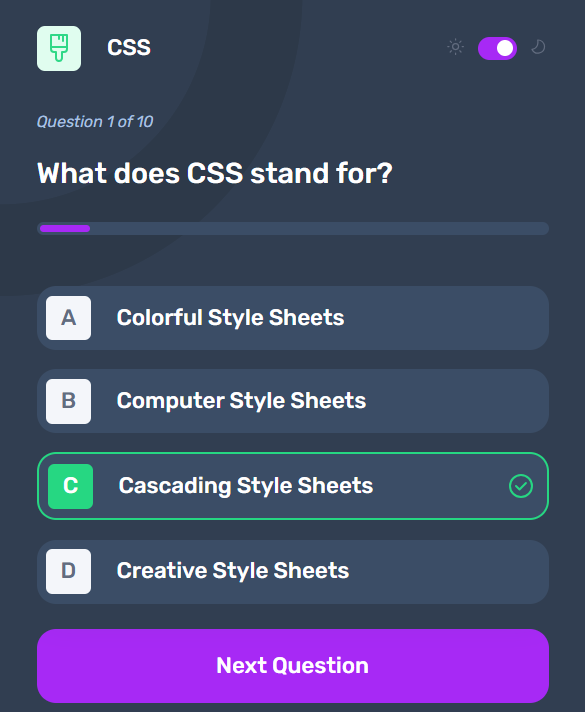 CSS
Question 1 of 10
What does CSS stand for?
A Colorful Style Sheets
B Computer Style Sheets
C Cascading Style Sheets
D Creative Style Sheets
Next Question